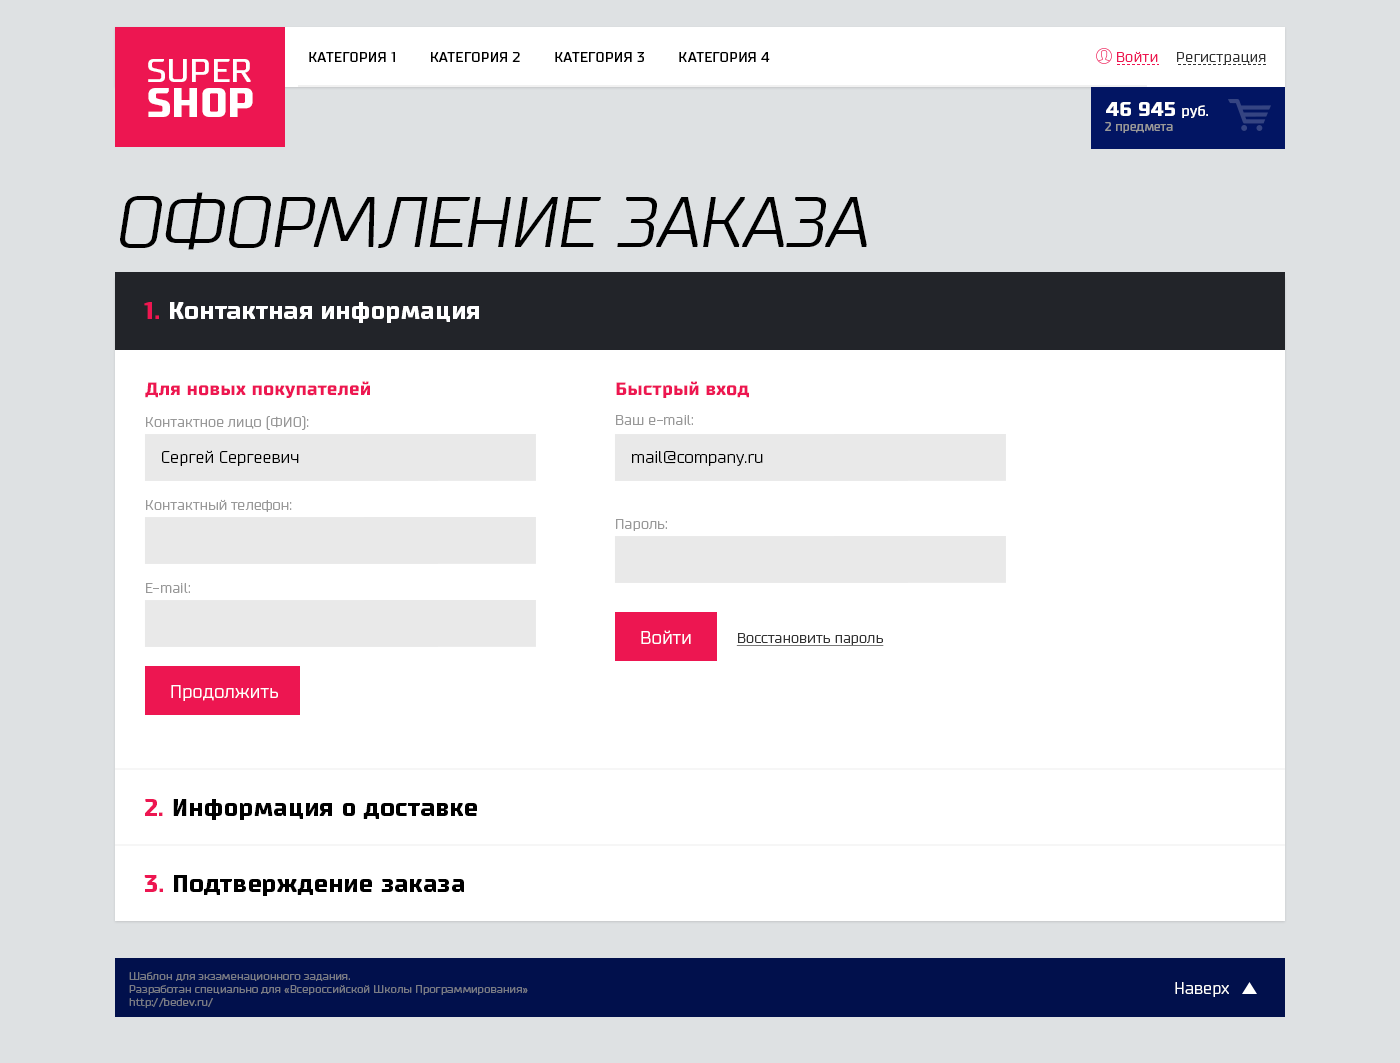 SUPER
SHOP
КАТЕГОРИЯ 1 КАТЕГОРИЯ 2 КАТЕГОРИЯ 3 КАТЕГОРИЯ 4
Войти Регистрация
46 945 руб.
2 предмета
ОФОРМЛЕНИЕ ЗАКАЗА
1. Контактная информация
Для новых покупателей
Контактное лицо (ФИО):
Сергей Сергеевич
Контактный телефон:
E-mail:
Продолжить
Быстрый вход
Ваш e-mail:
mail@company.ru
Пароль:
Войти Восстановить пароль
2. Информация о доставке
3. Подтверждение заказа
Шаблон для экзаменационного задания.
Разработан специально для «Всероссийской Школы Программирования»
http://bedev.ru/
Наверх